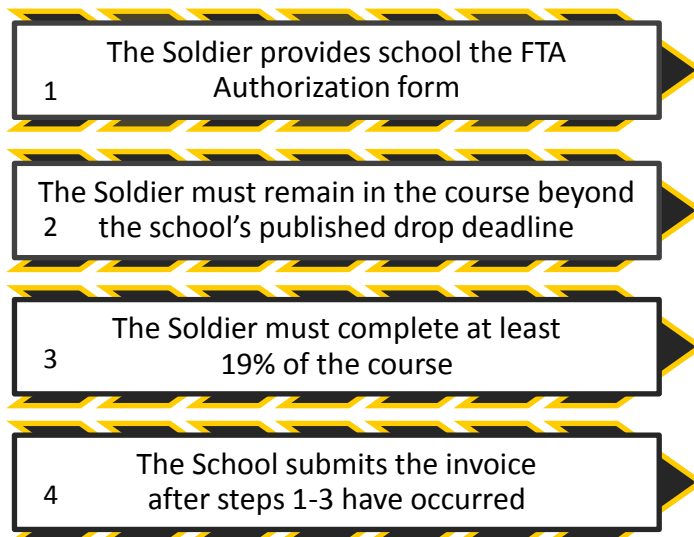 The Soldier provides school the FTA
1 Authorization form
The Soldier must remain in the course beyond
2 the school's published drop deadline
The Soldier must complete at least
3 19% of the course
The School submits the invoice
4 after steps 1-3 have occurred